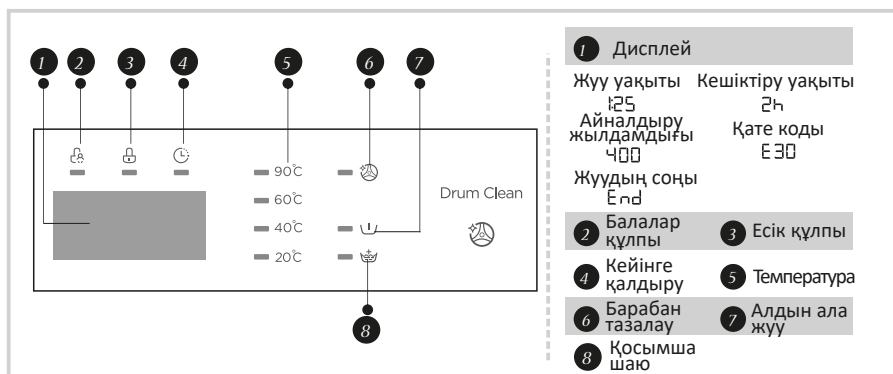 1 2 3 4 5 6 7
90℃
60℃
40℃
20℃
Drum Clean
8
1 Дисплей
Жуу уақыты Кешіктіру уақыты
1:25 2h
Айналдыру
жылдамдығы
Қате коды
400 E30
Жуудың соңы
End
2 Балалар
құлпы
3 Есік құлпы
4 Кейінге
қалдыру
5 Температура
6 Барабан
тазалау
7 Алдын ала
жуу
8 Қосымша
шаю